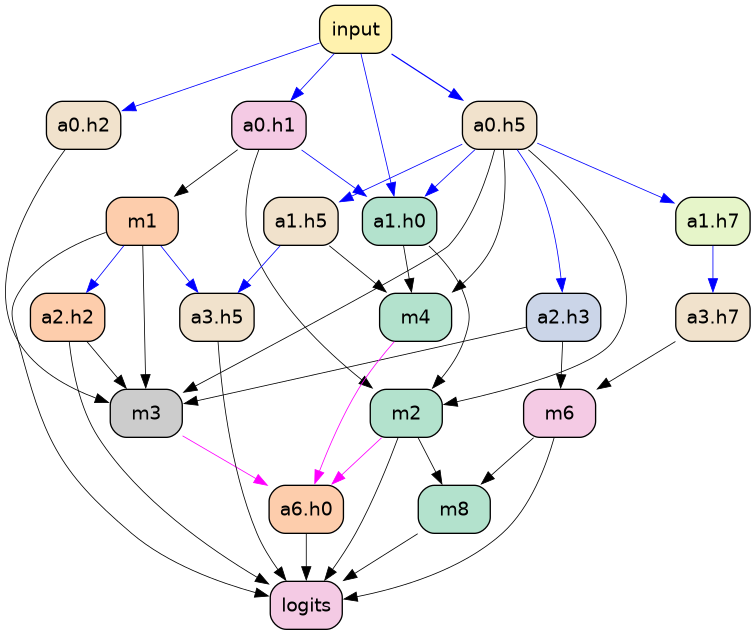 input
a0.h2
a0.h1
a0.h5
m1
a1.h5
a1.h0
a1.h7
a2.h2
a3.h5
m4
a2.h3
a3.h7
m3
m2
m6
a6.h0
m8
logits